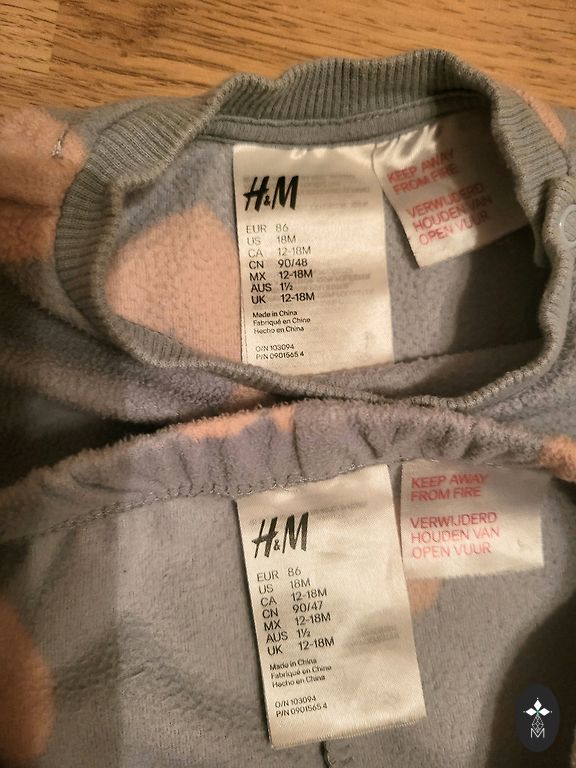 H&M
EUR 86
US 18M
CA 12-18M
CN 90/48
MX 12-18M
AUS 1½
UK 12-18M
Made in China
Fabriqué en Chine
Hecho en China
O/N 103094
P/N 0901565 4
KEEP AWAY
FROM FIRE
VERWIJDERD
HOUDEN VAN
OPEN VUUR
H&M
EUR 86
US 18M
CA 12-18M
CN 90/47
MX 12-18M
AUS 1½
UK 12-18M
Made in China
Fabriqué en Chine
Hecho en China
O/N 103094
P/N 0901565 4
KEEP AWAY
FROM FIRE
VERWIJDERD
HOUDEN VAN
OPEN VUUR
M